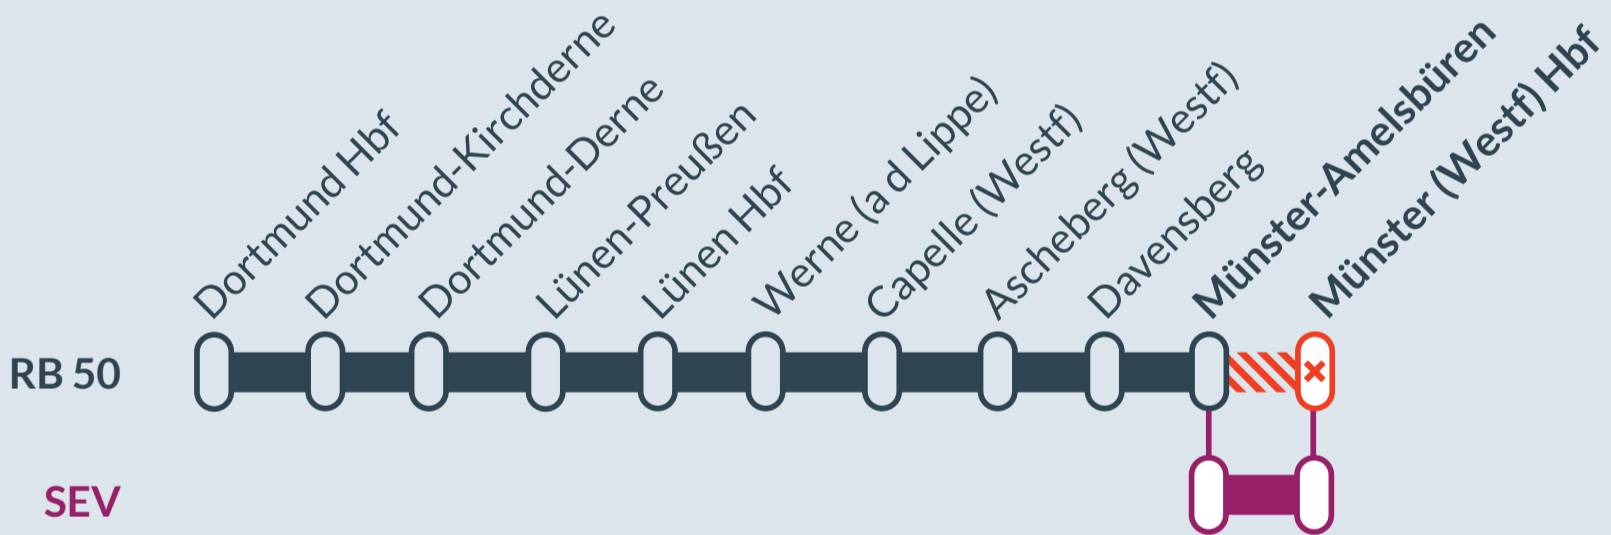 Dortmund Hbf
Dortmund-Kirchderne
Dortmund-Derne
Lünen-Preußen
Lünen Hbf
Werne (a d Lippe)
Capelle (Westf)
Ascheberg (Westf)
Davensberg
Münster-Amelsbüren
Münster (Westf) Hbf
RB 50
SEV